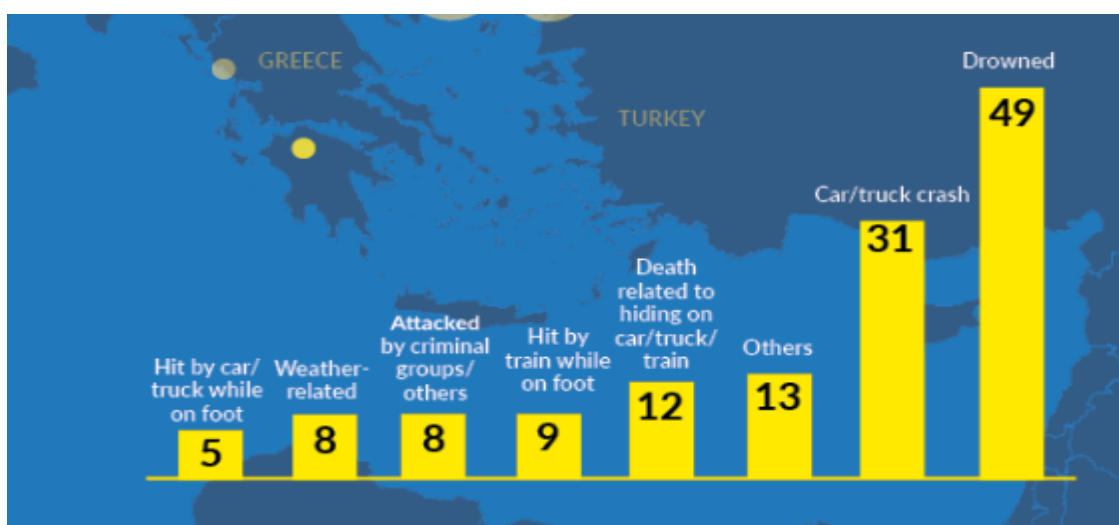 GREECE
TURKEY
Drowned
49
Car/truck crash
31
Death
related to
hiding on
car/truck/
train
12
Others
13
Hit by
train while
on foot
9
Attacked
by criminal
groups/
others
8
Weather-
related
8
Hit by car/
truck while
on foot
5